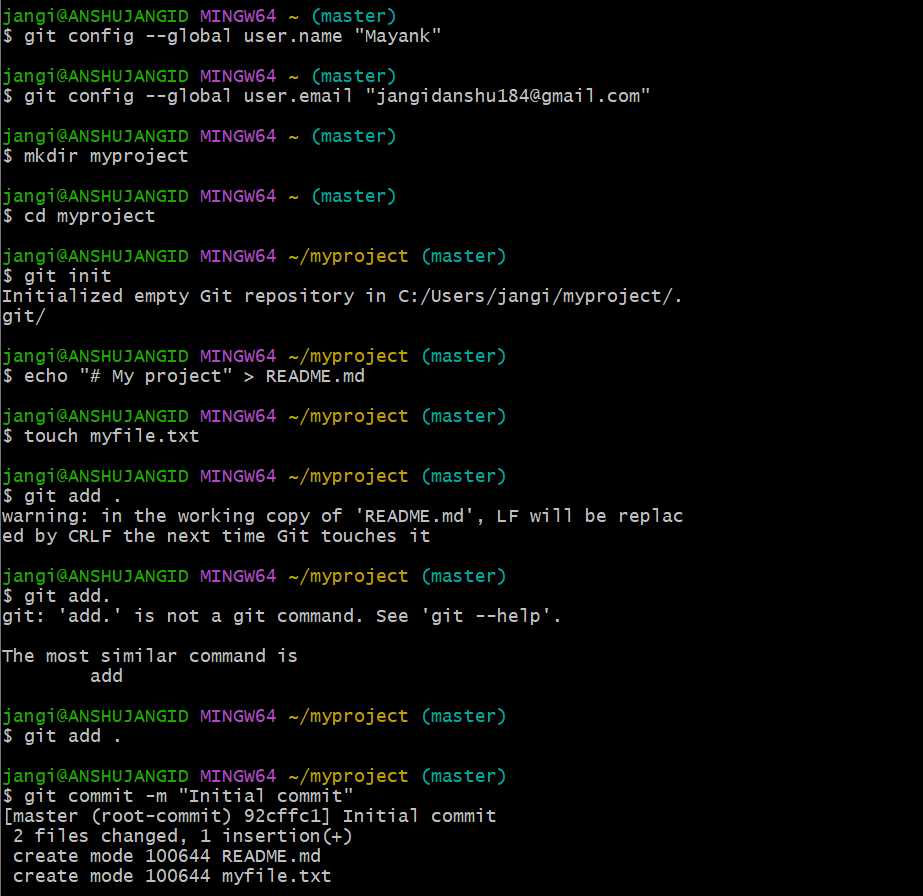 jangi@ANSHUJANGID MINGW64 ~ (master)
$ git config --global user.name "Mayank"
jangi@ANSHUJANGID MINGW64 ~ (master)
$ git config --global user.email "jangidanshu184@gmail.com"
jangi@ANSHUJANGID MINGW64 ~ (master)
$ mkdir myproject
jangi@ANSHUJANGID MINGW64 ~ (master)
$ cd myproject
jangi@ANSHUJANGID MINGW64 ~/myproject (master)
$ git init
Initialized empty Git repository in C:/Users/jangi/myproject/.
git/
jangi@ANSHUJANGID MINGW64 ~/myproject (master)
$ echo "# My project" > README.md
jangi@ANSHUJANGID MINGW64 ~/myproject (master)
$ touch myfile.txt
jangi@ANSHUJANGID MINGW64 ~/myproject (master)
$ git add .
warning: in the working copy of 'README.md', LF will be replac
ed by CRLF the next time Git touches it
jangi@ANSHUJANGID MINGW64 ~/myproject (master)
$ git add.
git: 'add.' is not a git command. See 'git --help'.
The most similar command is
        add
jangi@ANSHUJANGID MINGW64 ~/myproject (master)
$ git add .
jangi@ANSHUJANGID MINGW64 ~/myproject (master)
$ git commit -m "Initial commit"
[master (root-commit) 92cffc1] Initial commit
 2 files changed, 1 insertion(+)
 create mode 100644 README.md
 create mode 100644 myfile.txt